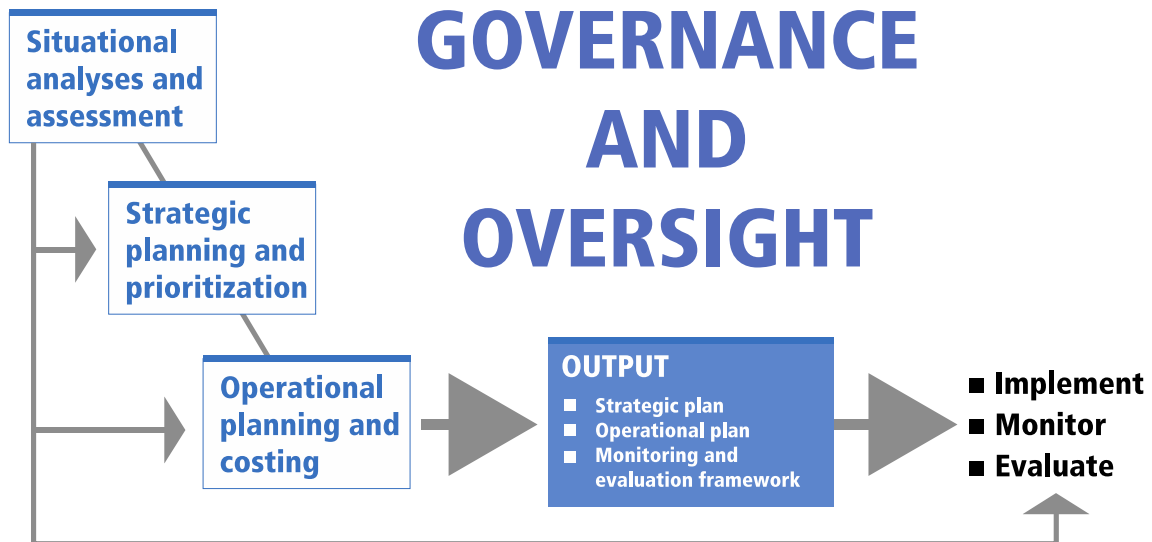 Situational
analyses and
assessment
GOVERNANCE
AND
OVERSIGHT
Strategic
planning and
prioritization
Operational
planning and
costing
OUTPUT
■ Strategic plan
■ Operational plan
■ Monitoring and
evaluation framework
■ Implement
■ Monitor
■ Evaluate